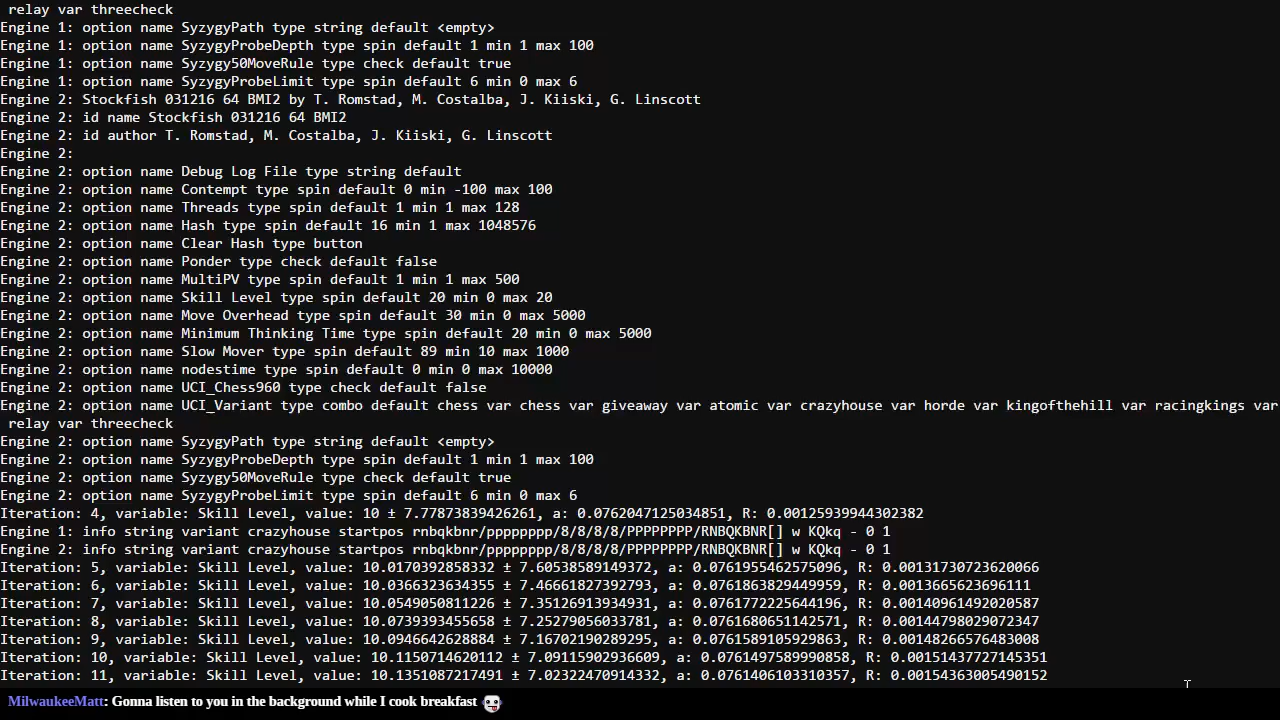 relay var threecheck
Engine 1: option name SyzygyPath type string default <empty>
Engine 1: option name SyzygyProbeDepth type spin default 1 min 1 max 100
Engine 1: option name Syzygy50MoveRule type check default true
Engine 1: option name SyzygyProbeLimit type spin default 6 min 0 max 6
Engine 2: Stockfish 031216 64 BMI2 by T. Romstad, M. Costalba, J. Kiiski, G. Linscott
Engine 2: id name Stockfish 031216 64 BMI2
Engine 2: id author T. Romstad, M. Costalba, J. Kiiski, G. Linscott
Engine 2:
Engine 2: option name Debug Log File type string default
Engine 2: option name Contempt type spin default 0 min -100 max 100
Engine 2: option name Threads type spin default 1 min 1 max 128
Engine 2: option name Hash type spin default 16 min 1 max 1048576
Engine 2: option name Clear Hash type button
Engine 2: option name Ponder type check default false
Engine 2: option name MultiPV type spin default 1 min 1 max 500
Engine 2: option name Skill Level type spin default 20 min 0 max 20
Engine 2: option name Move Overhead type spin default 30 min 0 max 5000
Engine 2: option name Minimum Thinking Time type spin default 20 min 0 max 5000
Engine 2: option name Slow Mover type spin default 89 min 10 max 1000
Engine 2: option name nodestime type spin default 0 min 0 max 10000
Engine 2: option name UCI_Chess960 type check default false
Engine 2: option name UCI_Variant type combo default chess var chess var giveaway var atomic var crazyhouse var horde var kingofthehill var racingkings var
relay var threecheck
Engine 2: option name SyzygyPath type string default <empty>
Engine 2: option name SyzygyProbeDepth type spin default 1 min 1 max 100
Engine 2: option name Syzygy50MoveRule type check default true
Engine 2: option name SyzygyProbeLimit type spin default 6 min 0 max 6
Iteration: 4, variable: Skill Level, value: 10 ± 7.77873839426261, a: 0.0762047125034851, R: 0.00125939944302382
Engine 1: info string variant crazyhouse startpos rnbqkbnr/pppppppp/8/8/8/8/PPPPPPPP/RNBQKBNR[] w KQkq - 0 1
Engine 2: info string variant crazyhouse startpos rnbqkbnr/pppppppp/8/8/8/8/PPPPPPPP/RNBQKBNR[] w KQkq - 0 1
Iteration: 5, variable: Skill Level, value: 10.0170392858332 ± 7.60538589149372, a: 0.0761955462575096, R: 0.00131730723620066
Iteration: 6, variable: Skill Level, value: 10.0366323634355 ± 7.46661827392793, a: 0.0761863829449959, R: 0.0013665623696111
Iteration: 7, variable: Skill Level, value: 10.0549050811226 ± 7.35126913934931, a: 0.0761772225644196, R: 0.00140961492020587
Iteration: 8, variable: Skill Level, value: 10.0739393455658 ± 7.25279056033781, a: 0.0761680651142571, R: 0.00144798029072347
Iteration: 9, variable: Skill Level, value: 10.0946642628884 ± 7.16702190289295, a: 0.0761589105929863, R: 0.00148266576483008
Iteration: 10, variable: Skill Level, value: 10.1150714620112 ± 7.09115902936609, a: 0.0761497589990858, R: 0.00151437727145351
Iteration: 11, variable: Skill Level, value: 10.1351087217491 ± 7.02322470914332, a: 0.0761406103310357, R: 0.00154363005490152
MilwaukeeMatt: Gonna listen to you in the background while I cook breakfast